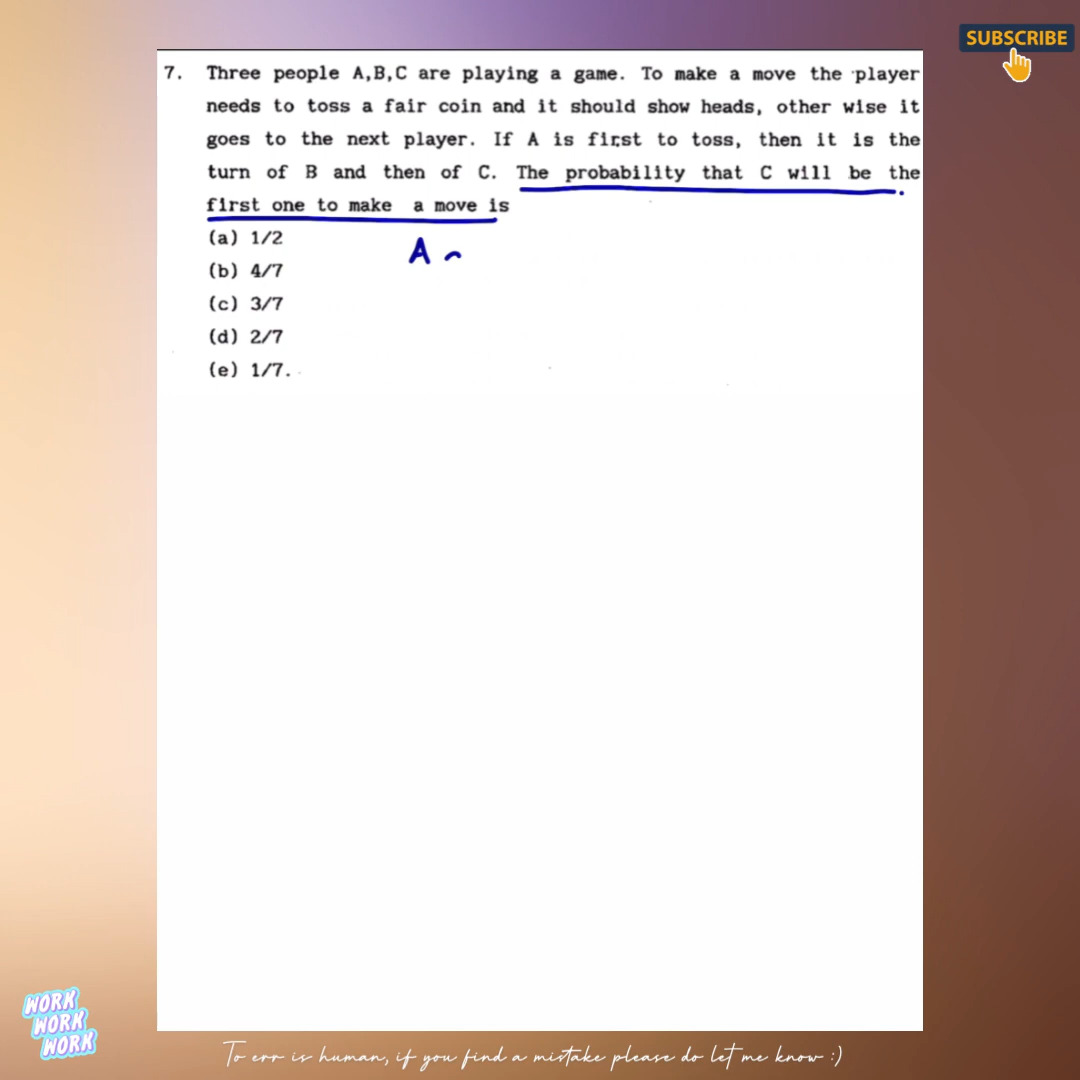 SUBSCRIBE
7. Three people A,B,C are playing a game. To make a move the player
needs to toss a fair coin and it should show heads, other wise it
goes to the next player. If A is first to toss, then it is the
turn of B and then of C. The probability that C will be the
first one to make a move is
(a) 1/2
A
(b) 4/7
(c) 3/7
(d) 2/7
(e) 1/7.
WORK
WORK
WORK
To err is human, if you find a mistake please do let me know :)